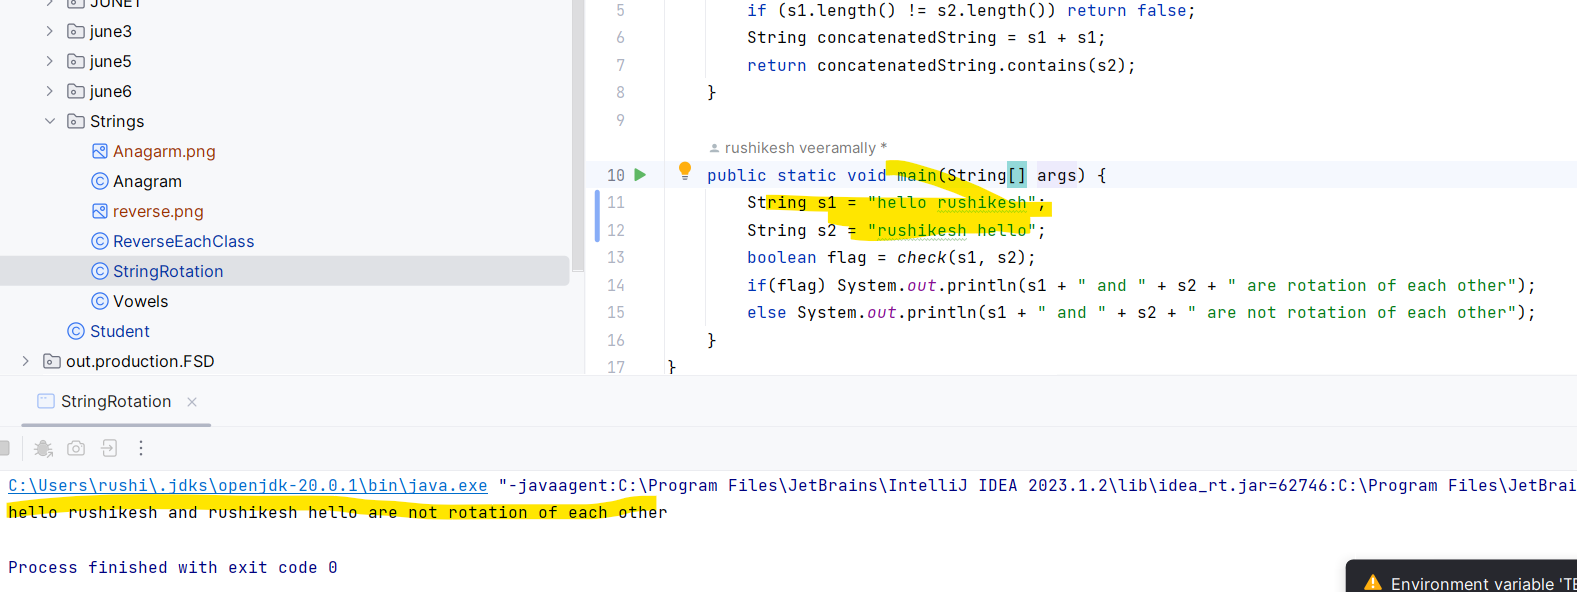 JUNE1
june3
june5
june6
Strings
Anagarm.png
Anagram
reverse.png
ReverseEachClass
StringRotation
Vowels
Student
out.production.FSD
5 if (s1.length() != s2.length()) return false;
6 String concatenatedString = s1 + s1;
7 return concatenatedString.contains(s2);
8 }
9
rushikesh veeramally *
10 public static void main(String[] args) {
11 String s1 = "hello rushikesh";
12 String s2 = "rushikesh hello";
13 boolean flag = check(s1, s2);
14 if(flag) System.out.println(s1 + " and " + s2 + " are rotation of each other");
15 else System.out.println(s1 + " and " + s2 + " are not rotation of each other");
16 }
17 }
StringRotation
C:\Users\rushi\.jdks\openjdk-20.0.1\bin\java.exe "-javaagent:C:\Program Files\JetBrains\IntelliJ IDEA 2023.1.2\lib\idea_rt.jar=62746:C:\Program Files\JetBrai
hello rushikesh and rushikesh hello are not rotation of each other
Process finished with exit code 0
Environment variable 'TE